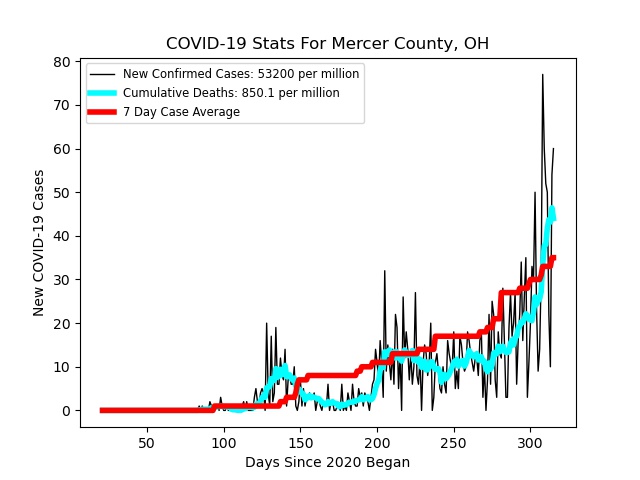 COVID-19 Stats For Mercer County, OH
New Confirmed Cases: 53200 per million
Cumulative Deaths: 850.1 per million
7 Day Case Average
80
70
60
50
40
30
20
10
0
New COVID-19 Cases
50
100
150
200
250
300
Days Since 2020 Began